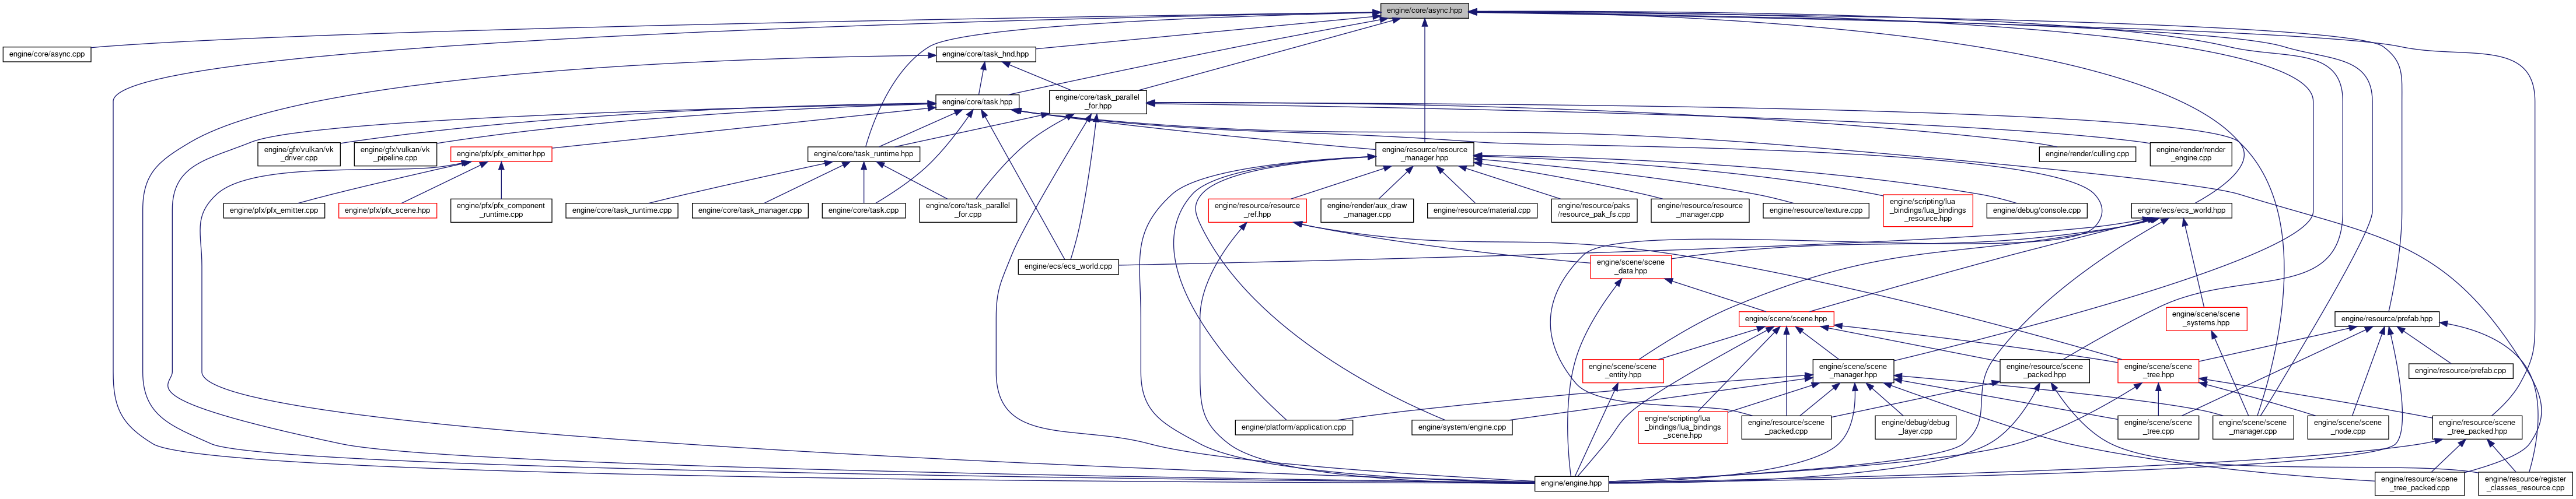 engine/core/async.hpp
engine/core/async.cpp
engine/core/task_hnd.hpp
engine/core/task.hpp
engine/core/task_parallel
_for.hpp
engine/gfx/vulkan/vk
_driver.cpp
engine/gfx/vulkan/vk
_pipeline.cpp
engine/pfx/pfx_emitter.hpp
engine/core/task_runtime.hpp
engine/resource/resource
_manager.hpp
engine/render/culling.cpp
engine/render/render
_engine.cpp
engine/pfx/pfx_emitter.cpp
engine/pfx/pfx_scene.hpp
engine/pfx/pfx_component
_runtime.cpp
engine/core/task_runtime.cpp
engine/core/task_manager.cpp
engine/core/task.cpp
engine/core/task_parallel
_for.cpp
engine/resource/resource
_ref.hpp
engine/render/aux_draw
_manager.cpp
engine/resource/material.cpp
engine/resource/paks
/resource_pak_fs.cpp
engine/resource/resource
_manager.cpp
engine/resource/texture.cpp
engine/scripting/lua
_bindings/lua_bindings
_resource.hpp
engine/debug/console.cpp
engine/ecs/ecs_world.hpp
engine/ecs/ecs_world.cpp
engine/scene/scene
_data.hpp
engine/scene/scene.hpp
engine/scene/scene
_systems.hpp
engine/resource/prefab.hpp
engine/scene/scene
_entity.hpp
engine/scene/scene
_manager.hpp
engine/resource/scene
_packed.hpp
engine/scene/scene
_tree.hpp
engine/resource/prefab.cpp
engine/platform/application.cpp
engine/system/engine.cpp
engine/scripting/lua
_bindings/lua_bindings
_scene.hpp
engine/resource/scene
_packed.cpp
engine/debug/debug
_layer.cpp
engine/scene/scene
_tree.cpp
engine/scene/scene
_manager.cpp
engine/scene/scene
_node.cpp
engine/resource/scene
_tree_packed.hpp
engine/engine.hpp
engine/resource/scene
_tree_packed.cpp
engine/resource/register
_classes_resource.cpp